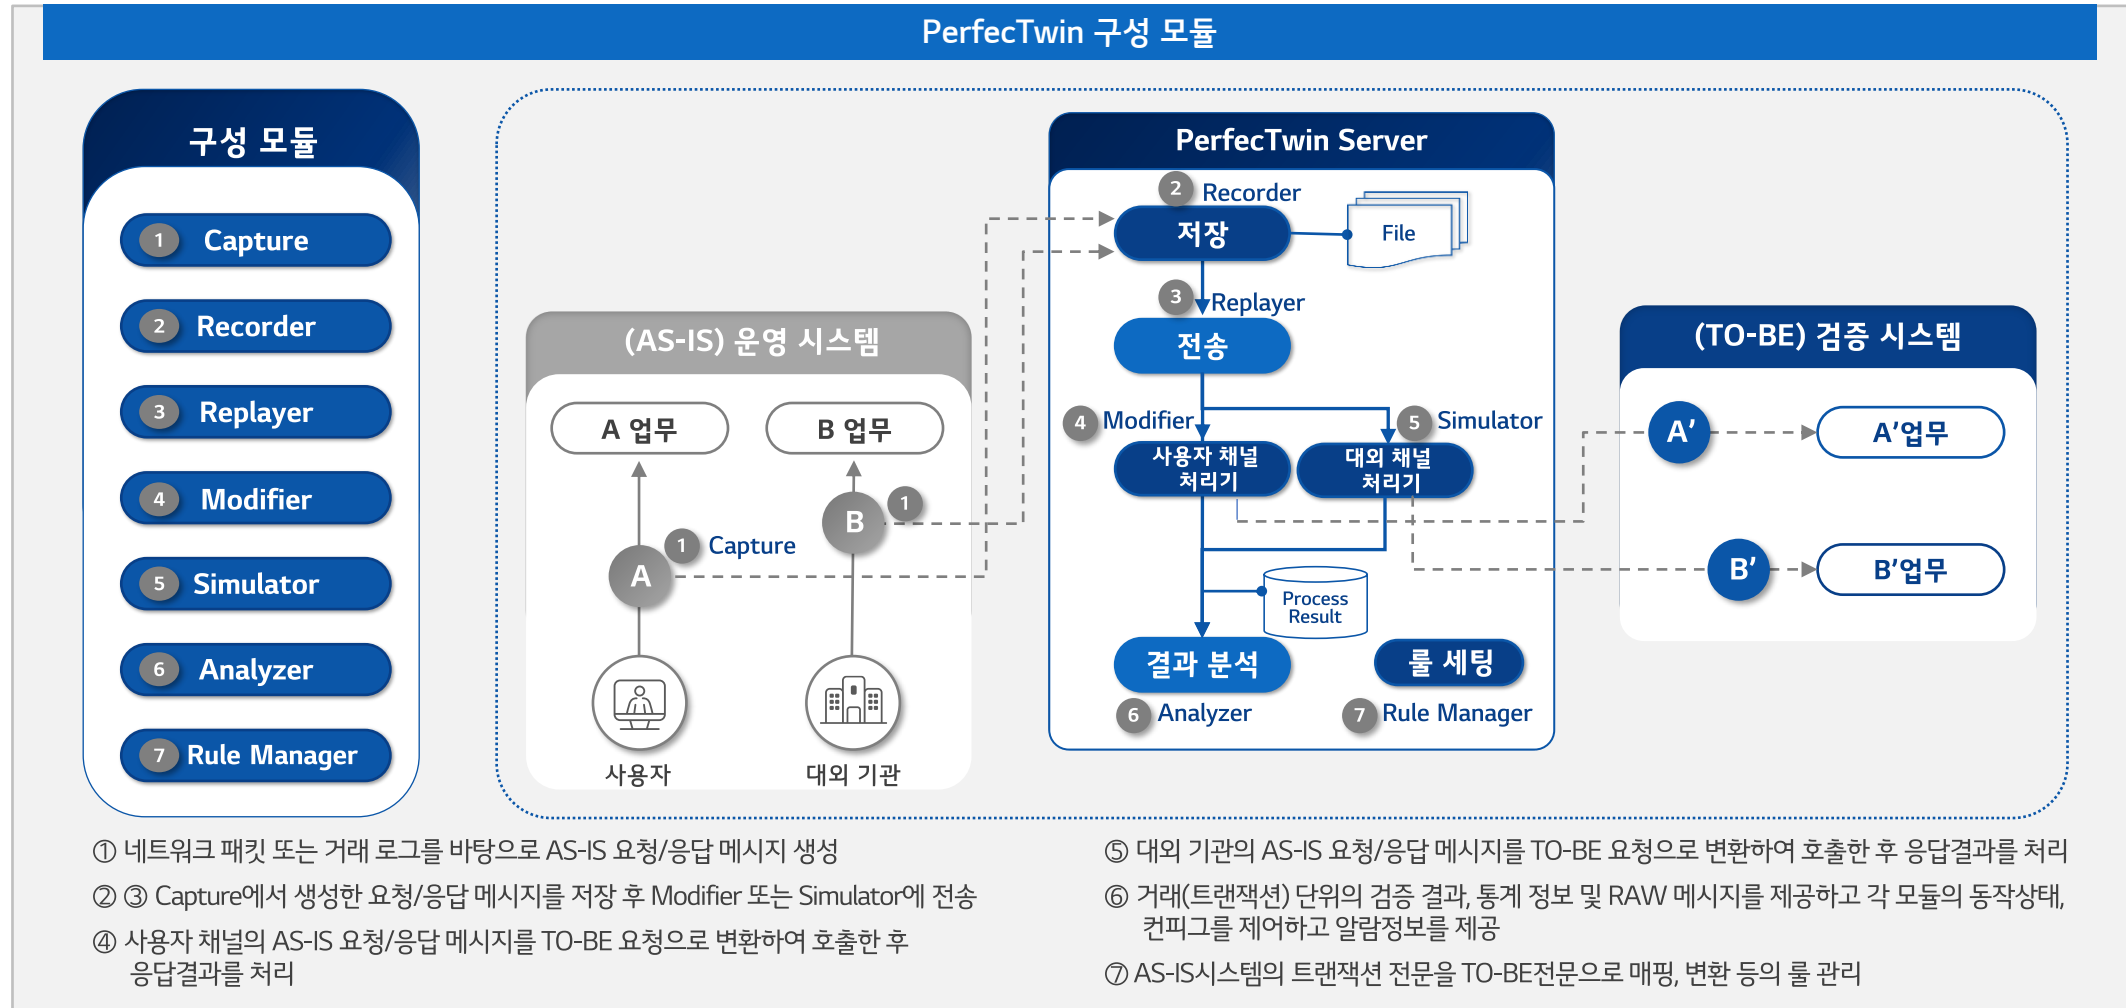 PerfecTwin 구성 모듈
구성 모듈
1 Capture
2 Recorder
3 Replayer
4 Modifier
5 Simulator
6 Analyzer
7 Rule Manager
(AS-IS) 운영 시스템
A 업무
B 업무
B
1
A
1 Capture
사용자
대외 기관
PerfecTwin Server
2 Recorder
저장
File
3 Replayer
전송
4 Modifier
5 Simulator
사용자 채널
처리기
대외 채널
처리기
Process
Result
결과 분석
룰 세팅
6 Analyzer
7 Rule Manager
(TO-BE) 검증 시스템
A’
A’업무
B’
B’업무
① 네트워크 패킷 또는 거래 로그를 바탕으로 AS-IS 요청/응답 메시지 생성
② ③ Capture에서 생성한 요청/응답 메시지를 저장 후 Modifier 또는 Simulator에 전송
④ 사용자 채널의 AS-IS 요청/응답 메시지를 TO-BE 요청으로 변환하여 호출한 후
응답결과를 처리
⑤ 대외 기관의 AS-IS 요청/응답 메시지를 TO-BE 요청으로 변환하여 호출한 후 응답결과를 처리
⑥ 거래(트랜잭션) 단위의 검증 결과, 통계 정보 및 RAW 메시지를 제공하고 각 모듈의 동작상태,
컨피그를 제어하고 알람정보를 제공
⑦ AS-IS시스템의 트랜잭션 전문을 TO-BE전문으로 매핑, 변환 등의 룰 관리